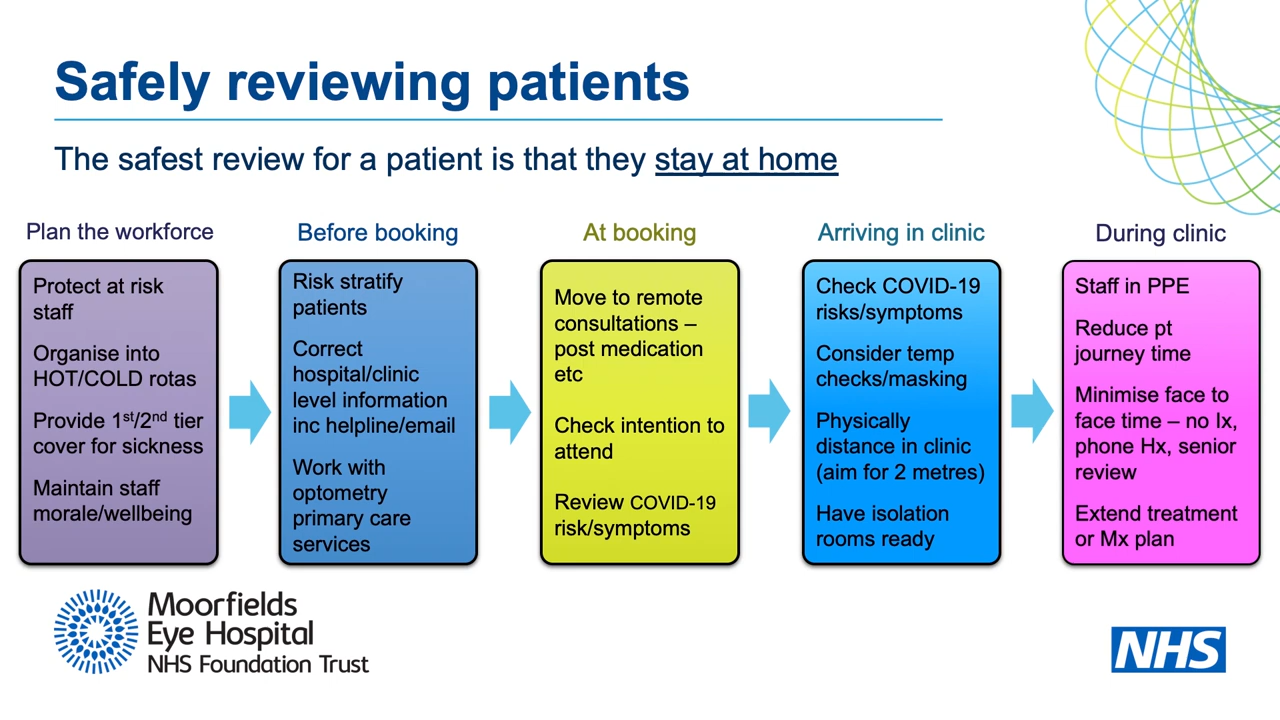 Safely reviewing patients
The safest review for a patient is that they stay at home
Plan the workforce
Protect at risk
staff
Organise into
HOT/COLD rotas
Provide 1st/2nd tier
cover for sickness
Maintain staff
morale/wellbeing
Before booking
Risk stratify
patients
Correct
hospital/clinic
level information
inc helpline/email
Work with
optometry
primary care
services
At booking
Move to remote
consultations –
post medication
etc
Check intention to
attend
Review COVID-19
risk/symptoms
Arriving in clinic
Check COVID-19
risks/symptoms
Consider temp
checks/masking
Physically
distance in clinic
(aim for 2 metres)
Have isolation
rooms ready
During clinic
Staff in PPE
Reduce pt
journey time
Minimise face to
face time – no Ix,
phone Hx, senior
review
Extend treatment
or Mx plan
Moorfields
Eye Hospital
NHS Foundation Trust
NHS